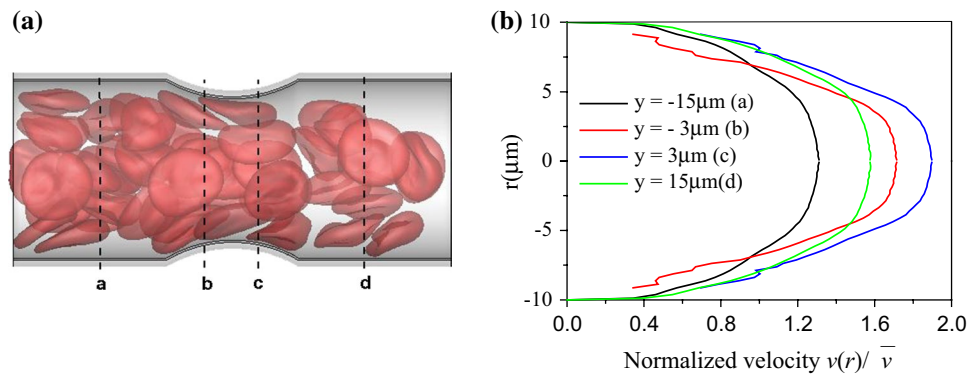 (a)
a
b
c
d
(b)
10
5
0
-5
-10
r(μm)
y = -15μm (a)
y = - 3μm (b)
y = 3μm (c)
y = 15μm(d)
0.0
0.4
0.8
1.2
1.6
2.0
Normalized velocity v(r)/ v̅